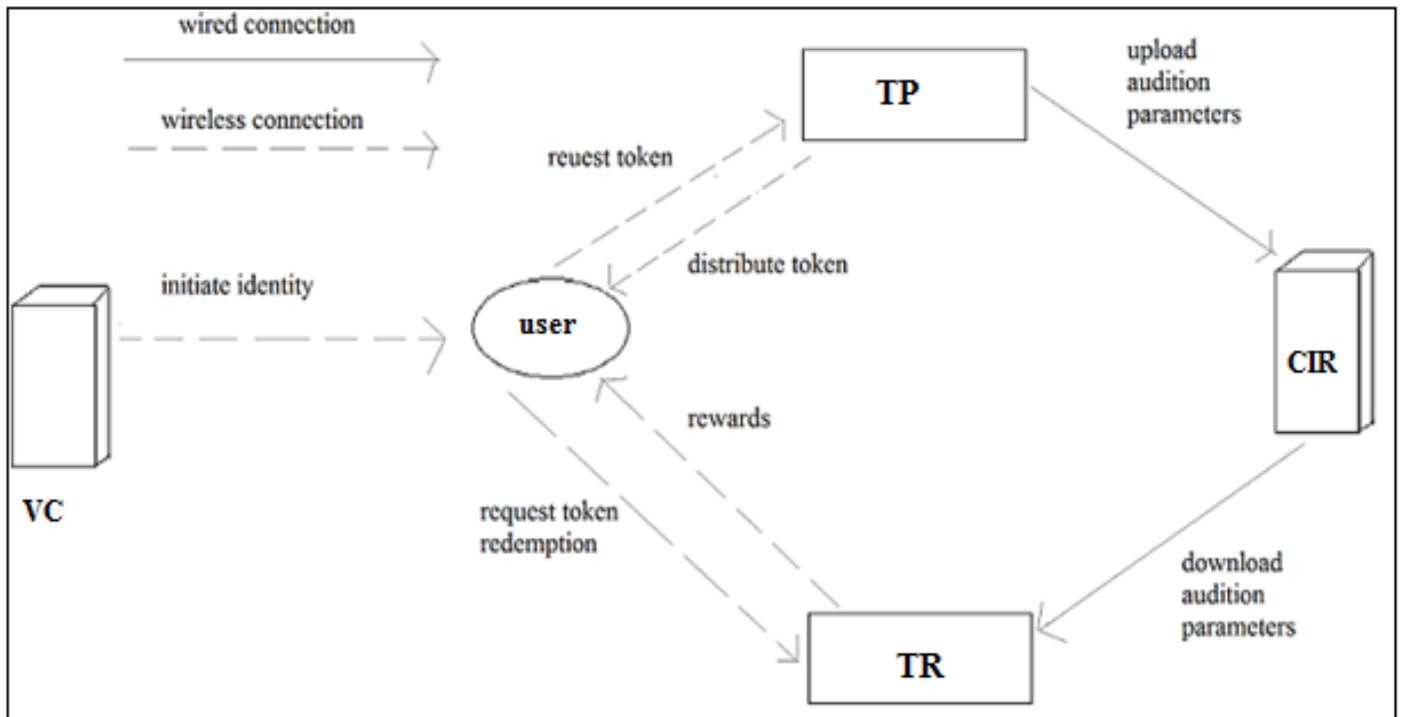 wired connection
wireless connection
TP
upload
audition
parameters
reuest token
distribute token
initiate identity
user
CIR
VC
rewards
request token
redemption
download
audition
parameters
TR